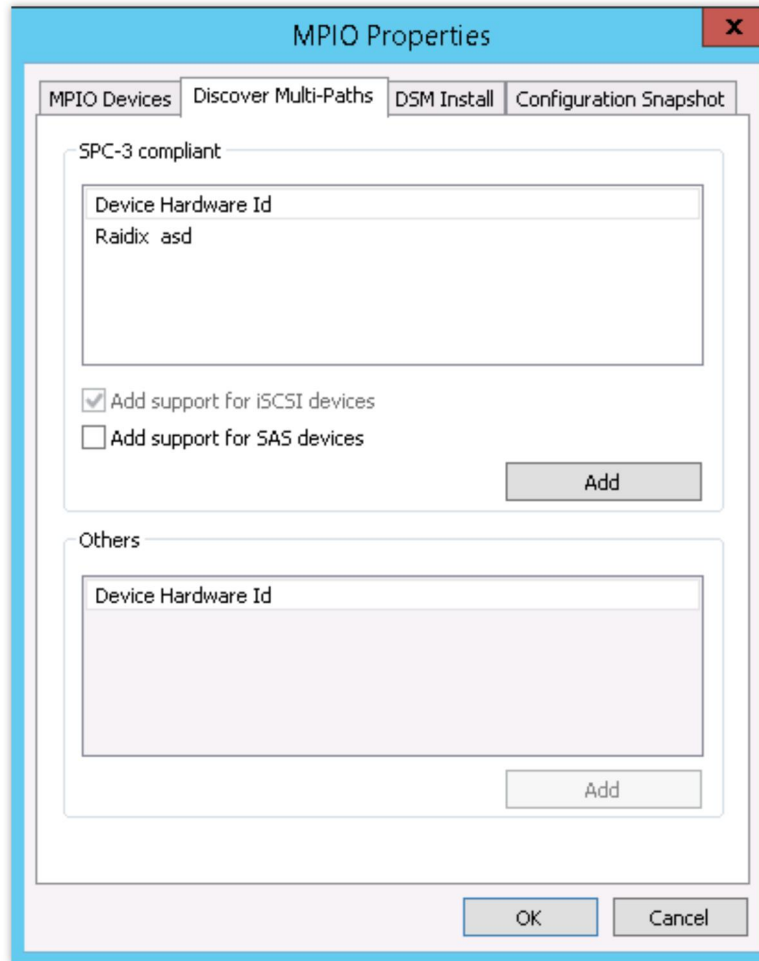 MPIO Properties
x
MPIO Devices
Discover Multi-Paths
DSM Install
Configuration Snapshot
SPC-3 compliant
Device Hardware Id
Raidix asd
Add support for iSCSI devices
Add support for SAS devices
Add
Others
Device Hardware Id
Add
OK
Cancel